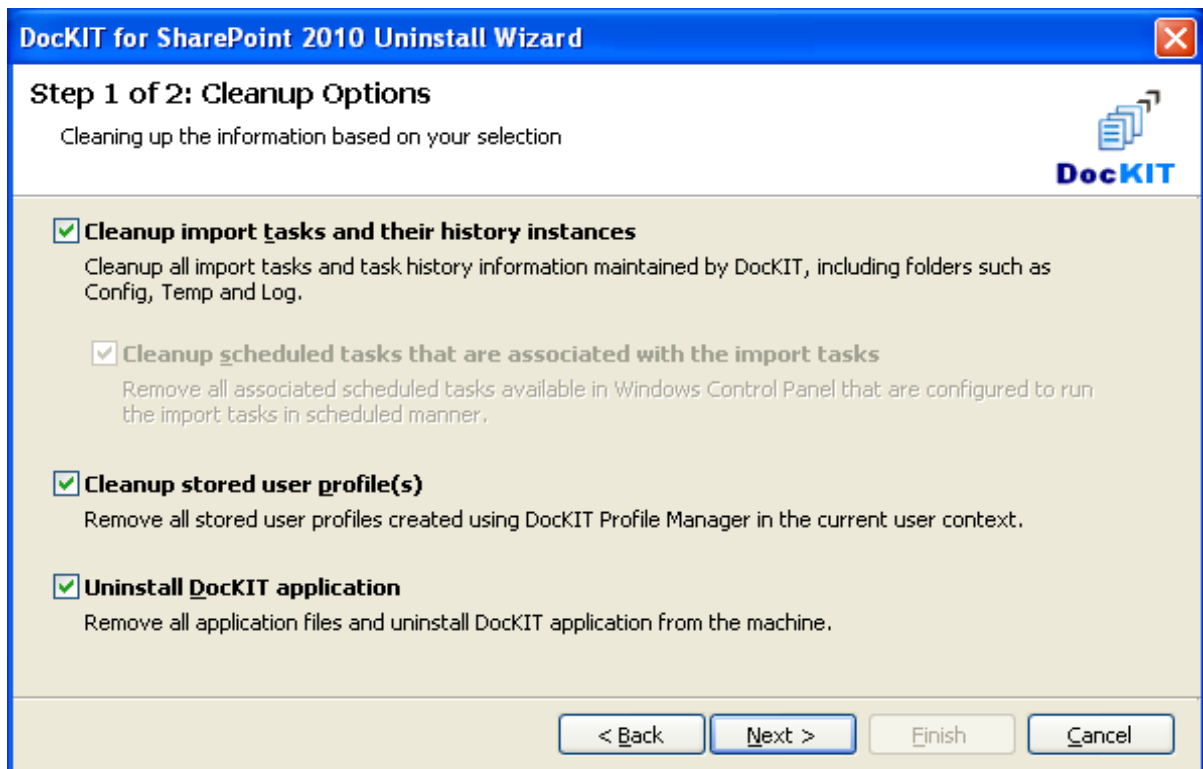 DocKIT for SharePoint 2010 Uninstall Wizard
Step 1 of 2: Cleanup Options
Cleaning up the information based on your selection
DocKIT
Cleanup import tasks and their history instances
Cleanup all import tasks and task history information maintained by DocKIT, including folders such as
Config, Temp and Log.
Cleanup scheduled tasks that are associated with the import tasks
Remove all associated scheduled tasks available in Windows Control Panel that are configured to run
the import tasks in scheduled manner.
Cleanup stored user profile(s)
Remove all stored user profiles created using DocKIT Profile Manager in the current user context.
Uninstall DocKIT application
Remove all application files and uninstall DocKIT application from the machine.
< Back Next > Finish Cancel